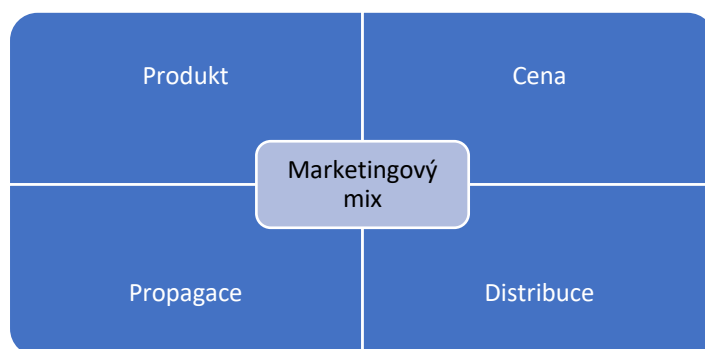 Produkt
Cena
Marketingový
mix
Propagace
Distribuce